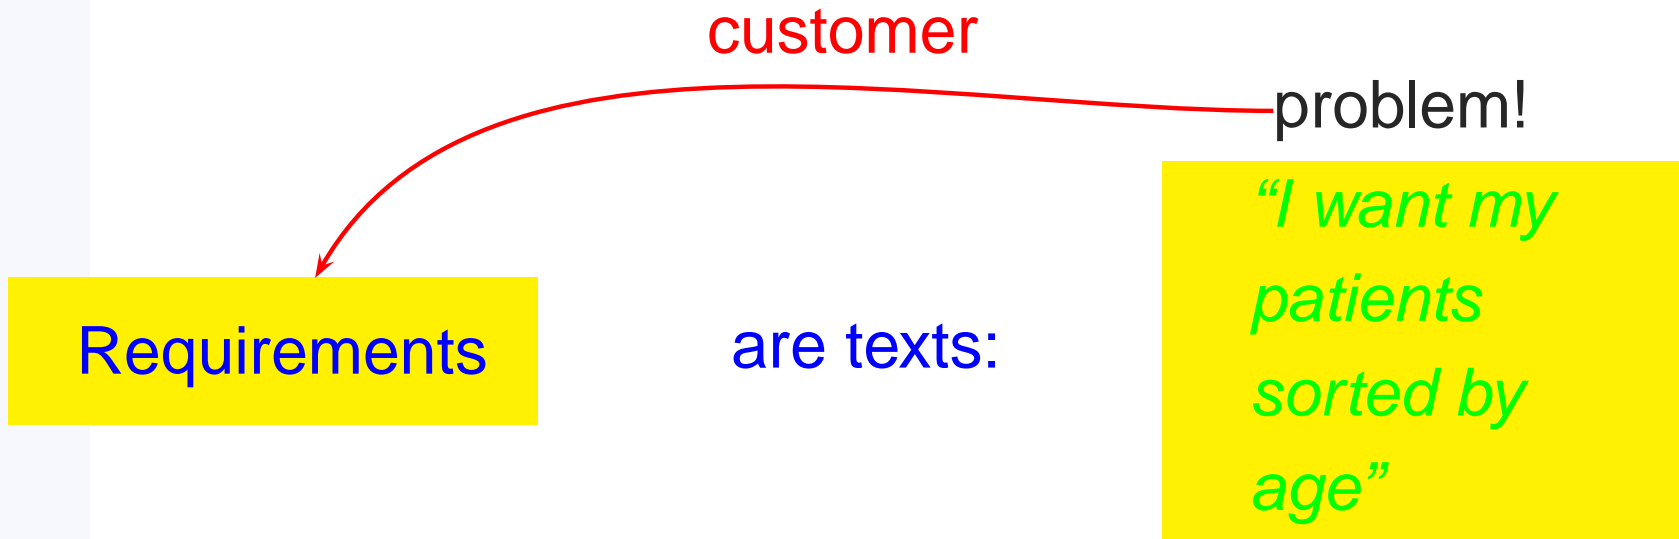 customer
problem!
Requirements
are texts:
“I want my
patients
sorted by
age”